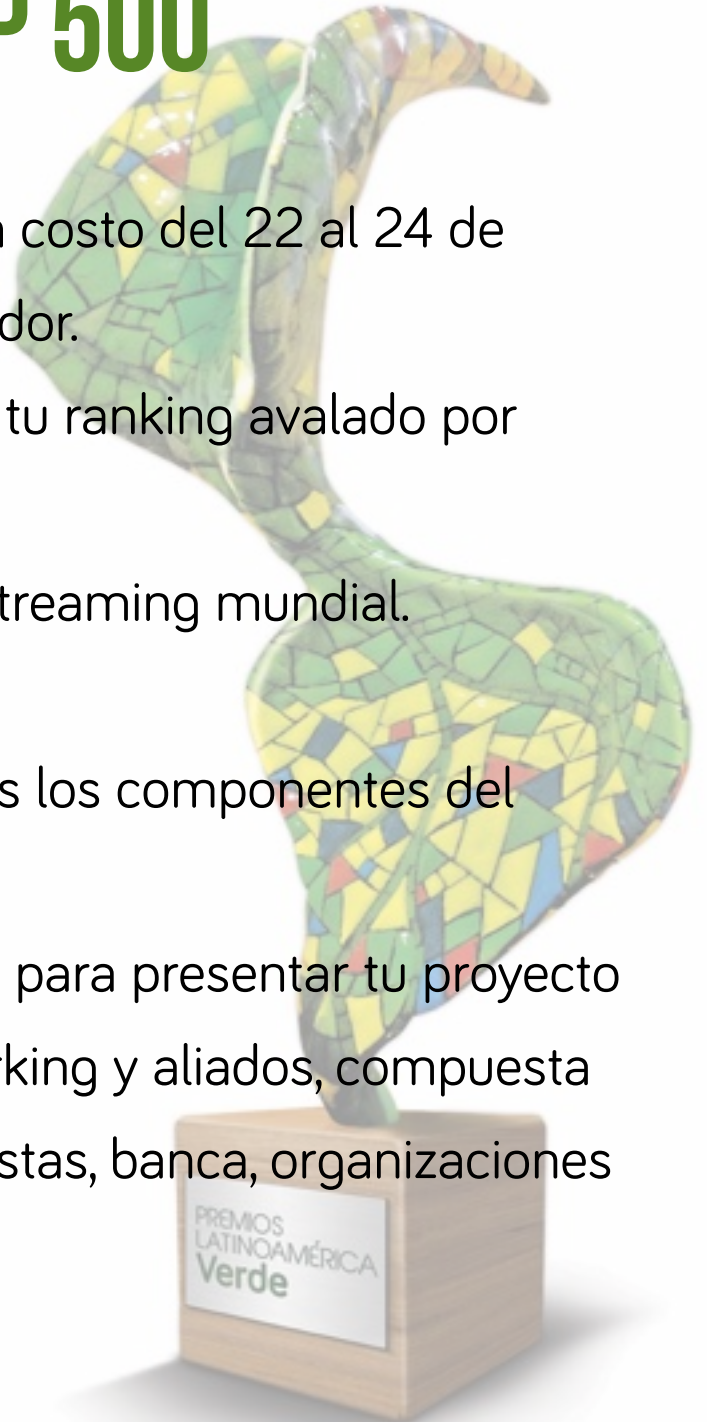 P 500
costo del 22 al 24 de
dor.
tu ranking avalado por
treaming mundial.
s los componentes del
para presentar tu proyecto
rking y aliados, compuesta
stas, banca, organizaciones
PREMIOS
LATINOAMÉRICA
Verde